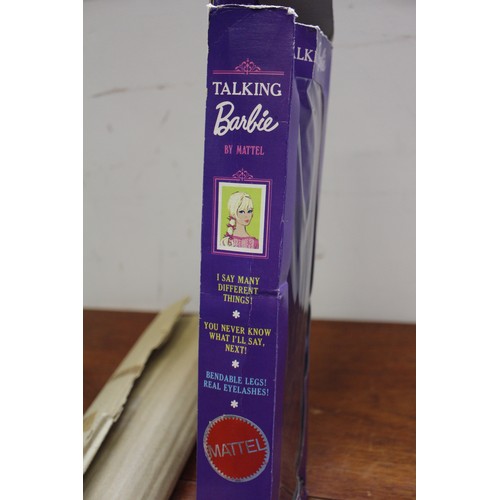 TALKING
Barbie
BY MATTEL
I SAY MANY
DIFFERENT
THINGS!
*
YOU NEVER KNOW
WHAT I'LL SAY,
NEXT!
*
BENDABLE LEGS!
REAL EYELASHES!
*
MATTEL